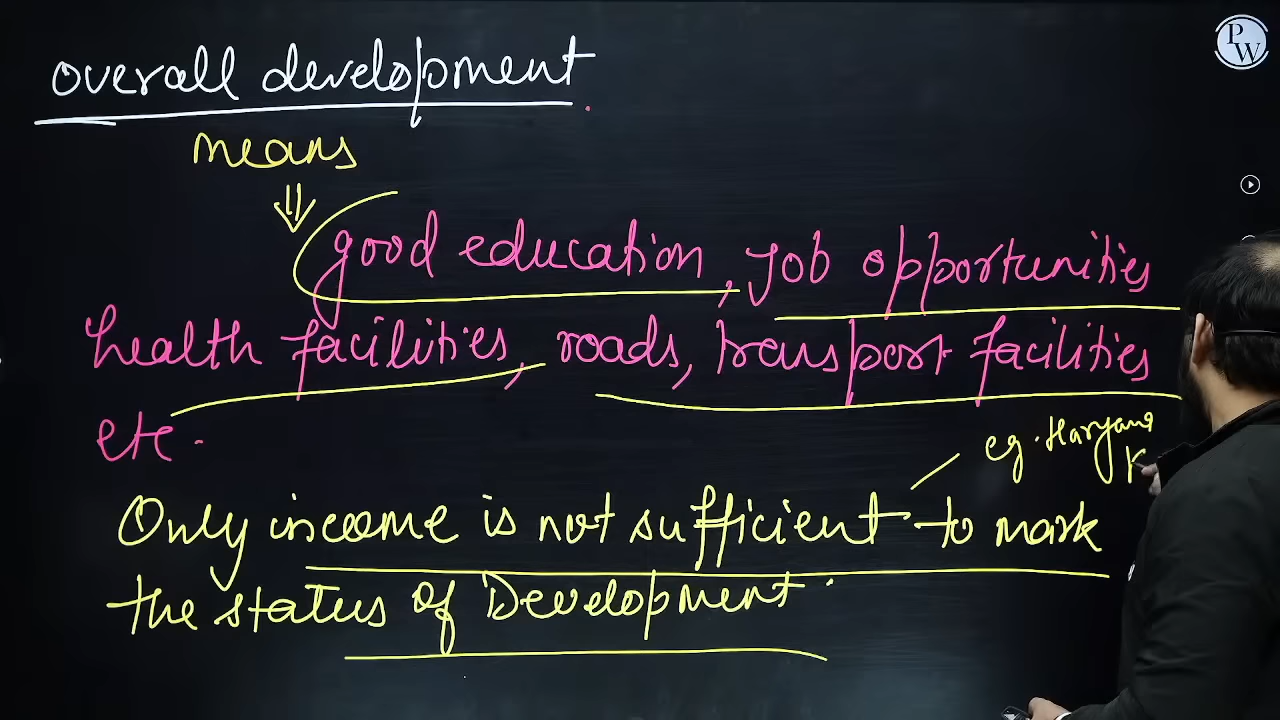 overall development
PW
means
good education, job opportunities
health facilities, roads, transport facilities
etc.
eg. Haryana
K
Only income is not sufficient to mark
the status of Development.